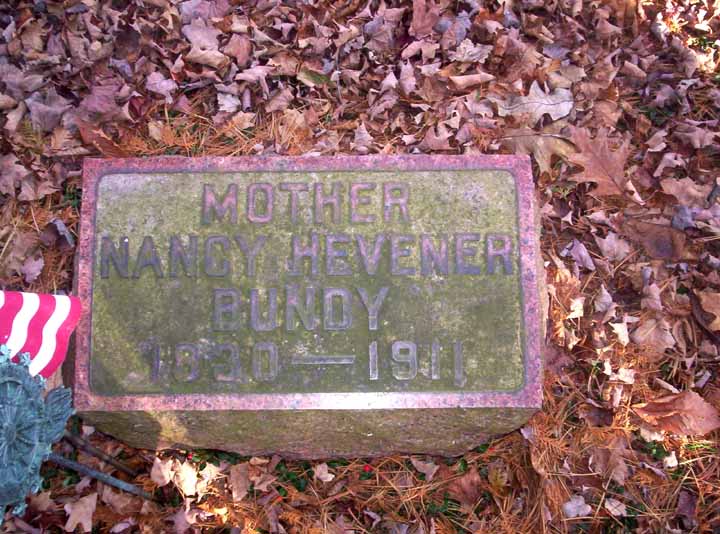 MOTHER
NANCY HEVENER
BUNDY
1830 — 1911